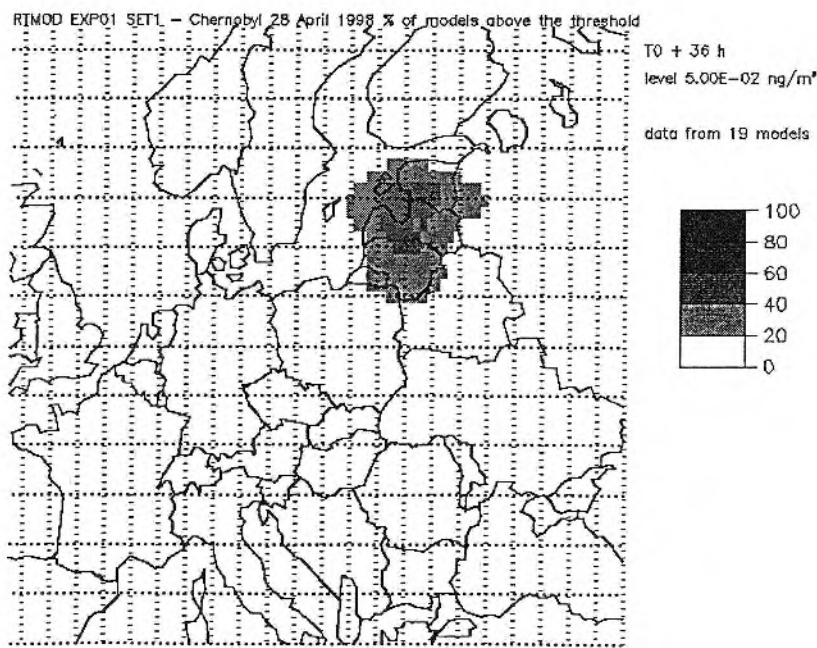 RTMOD EXP01 SET1 - Chernobyl 28 April 1998 % of models above the threshold
T0 + 36 h
level 5.00E-02 ng/m³
data from 19 models
100
80
60
40
20
0